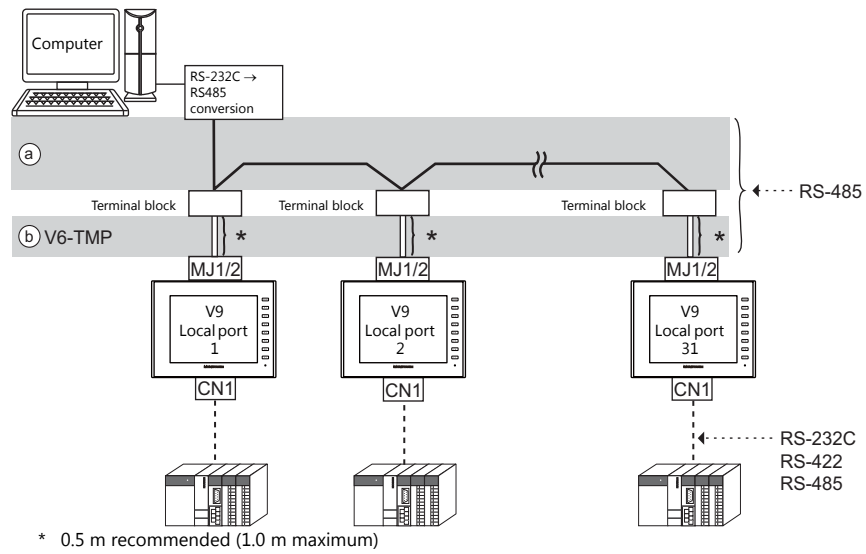 Computer
RS-232C →
RS485
conversion
ⓐ
RS-485
Terminal block
Terminal block
Terminal block
ⓑ V6-TMP
*
*
*
MJ1/2
MJ1/2
MJ1/2
V9
Local port
1
V9
Local port
2
V9
Local port
31
CN1
CN1
CN1
RS-232C
RS-422
RS-485
* 0.5 m recommended (1.0 m maximum)